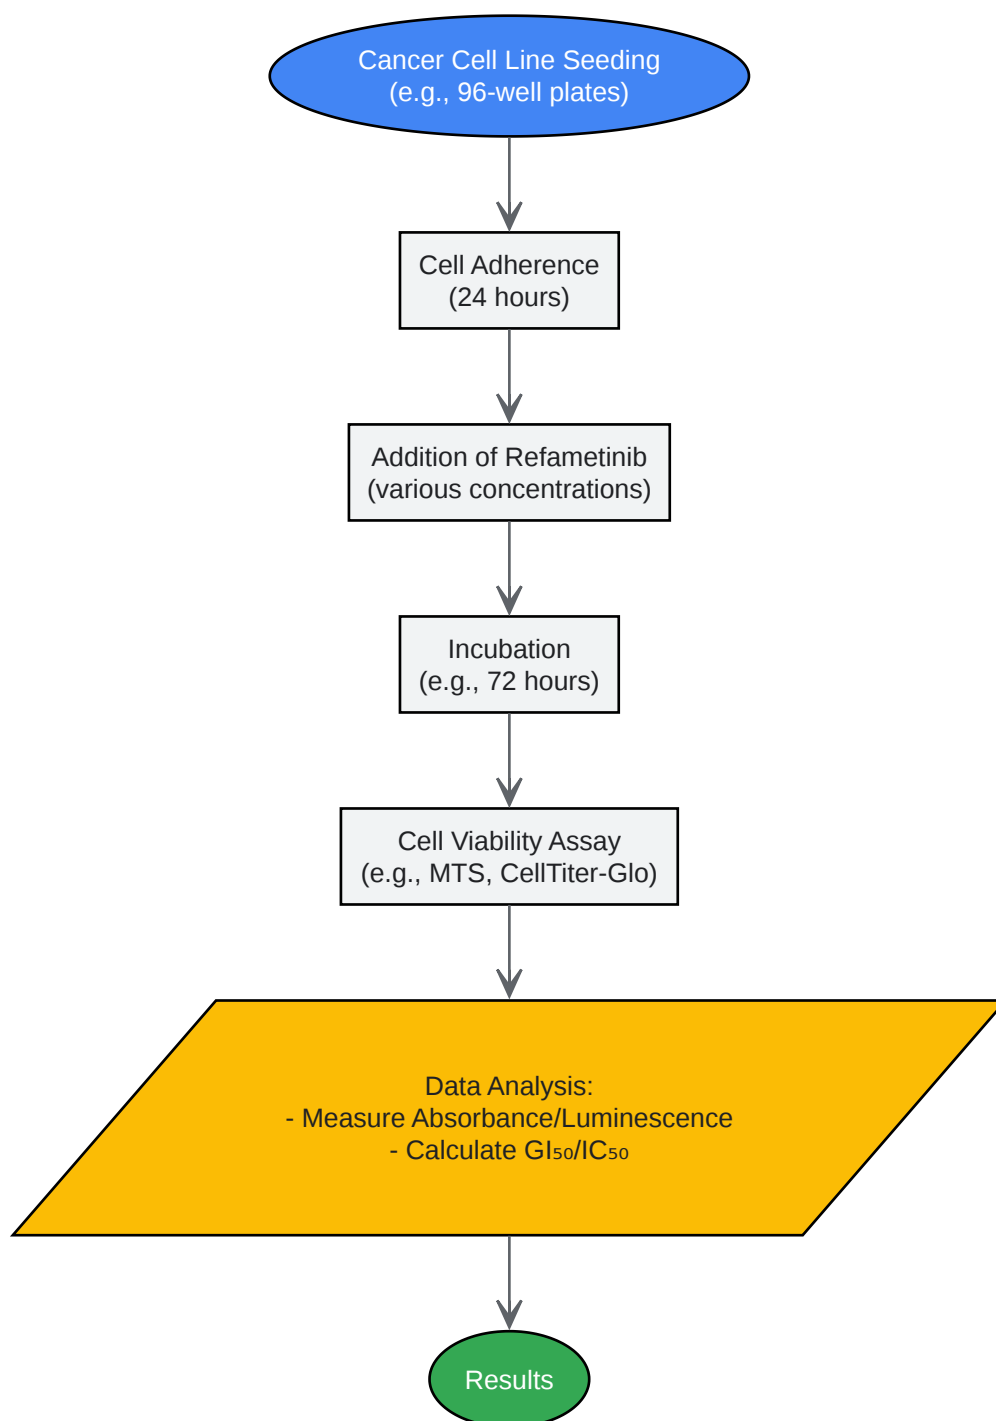 Cancer Cell Line Seeding
(e.g., 96-well plates)
Cell Adherence
(24 hours)
Addition of Refametinib
(various concentrations)
Incubation
(e.g., 72 hours)
Cell Viability Assay
(e.g., MTS, CellTiter-Glo)
Data Analysis:
- Measure Absorbance/Luminescence
- Calculate GI₅₀/IC₅₀
Results